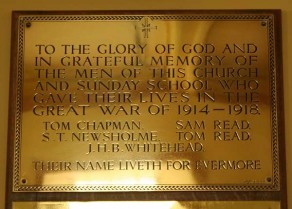 TO THE GLORY OF GOD AND
IN GRATEFUL MEMORY OF
THE MEN OF THIS CHURCH
AND SUNDAY SCHOOL WHO
GAVE THEIR LIVES IN THE
GREAT WAR OF 1914-1918.
TOM CHAPMAN. SAM READ.
S. T. NEWSHOLME. TOM READ.
J.H.B. WHITEHEAD.
THEIR NAME LIVETH FOR EVERMORE